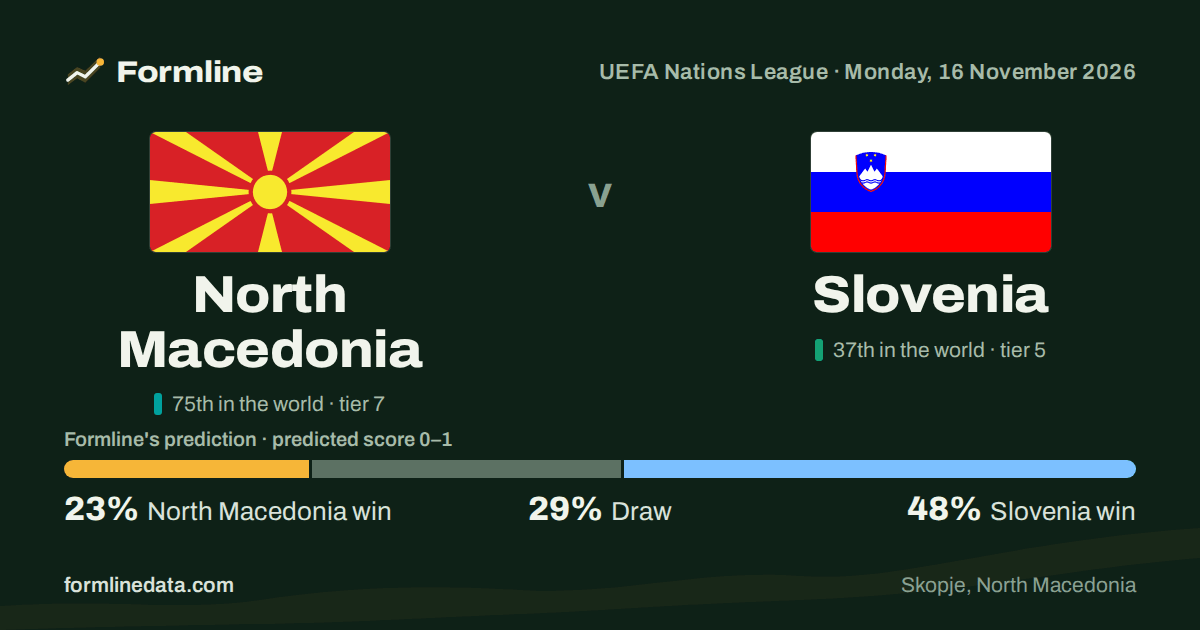 Formline
UEFA Nations League · Monday, 16 November 2026
v
North
Macedonia
75th in the world · tier 7
Slovenia
37th in the world · tier 5
Formline's prediction · predicted score 0–1
23% North Macedonia win
29% Draw
48% Slovenia win
formlinedata.com
Skopje, North Macedonia